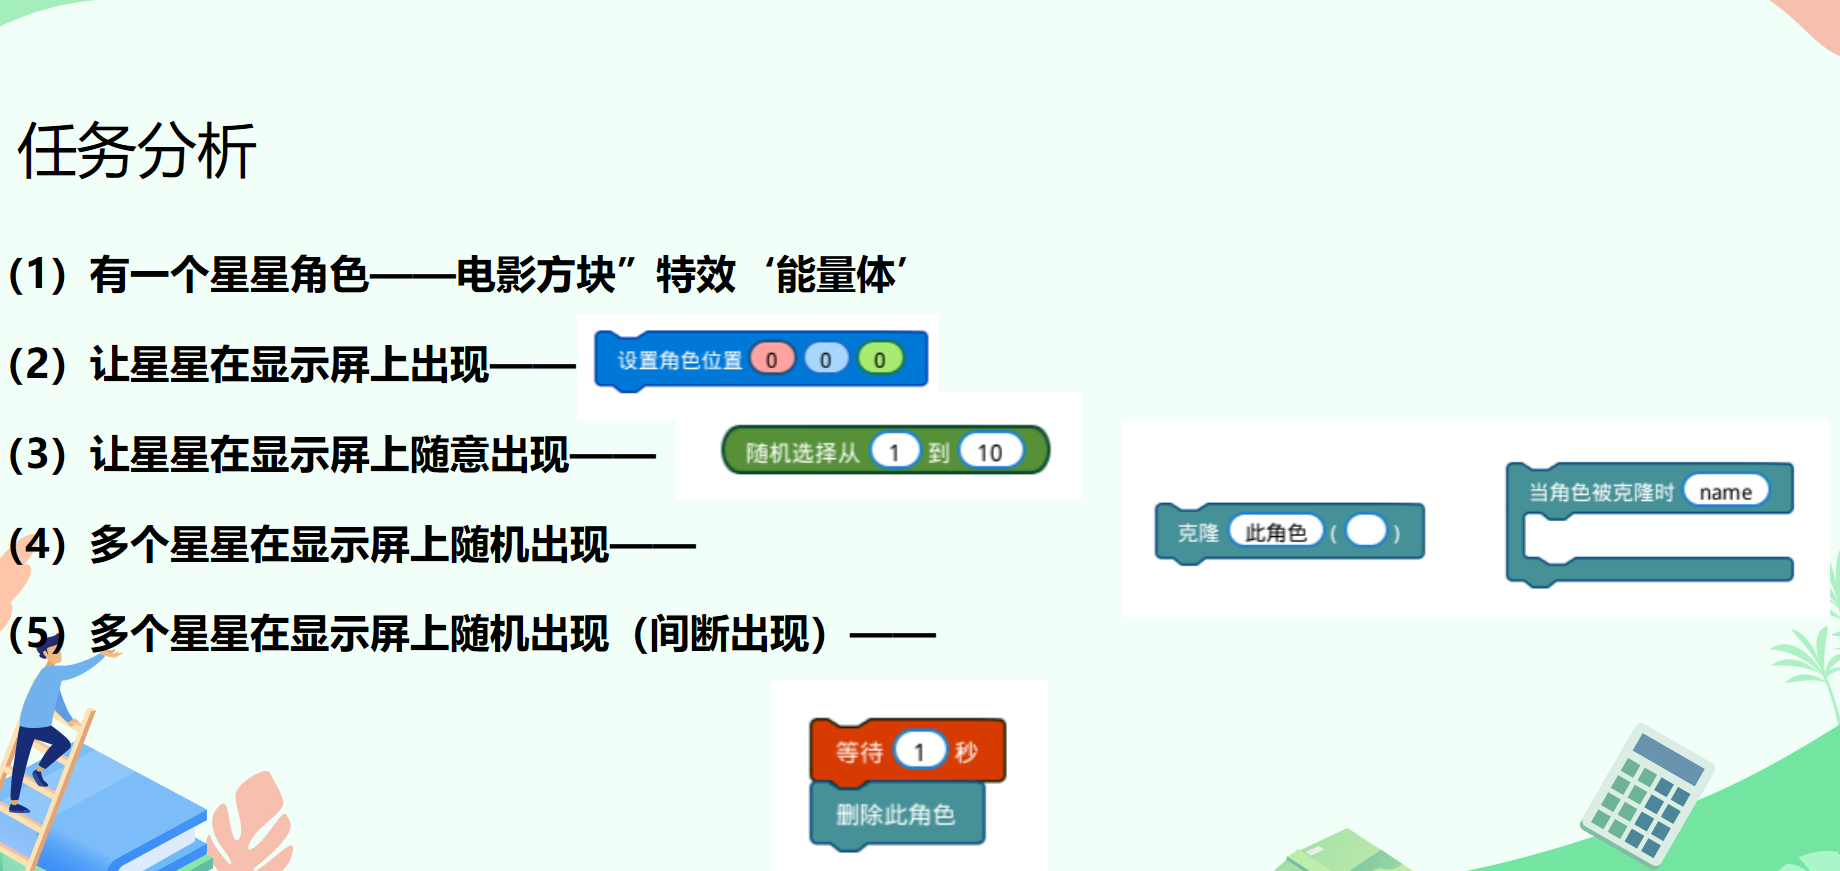 任务分析
（1）有一个星星角色——电影方块”特效‘能量体’
（2）让星星在显示屏上出现——
设置角色位置 0 0 0
（3）让星星在显示屏上随意出现——
随机选择从 1 到 10
（4）多个星星在显示屏上随机出现——
克隆 此角色 ( )
当角色被克隆时 name
（5）多个星星在显示屏上随机出现（间断出现）——
等待 1 秒
删除此角色